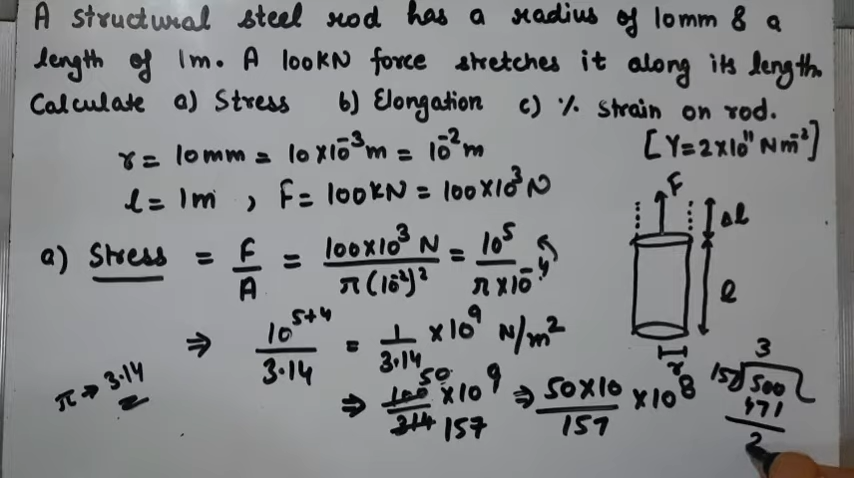 A structural steel rod has a radius of 10mm & a
length of 1m. A 100KN force stretches it along its length.
Calculate a) Stress b) Elongation c) % strain on rod.
r = 10mm = 10×10⁻³m = 10⁻²m
[Y=2×10¹¹ Nm⁻²]
l = 1m , F = 100KN = 100×10³ N
F
Δl
l
r
a) Stress = F/A = 100×10³ N / π(10⁻²)² = 10⁵ / π×10⁻⁴
⇒ 10⁵⁺⁴ / 3.14 = 1/3.14 ×10⁹ N/m²
π → 3.14
⇒ 100/314 50/157 ×10⁹ ⇒ 50×10/157 ×10⁸
3
157 500
471
2